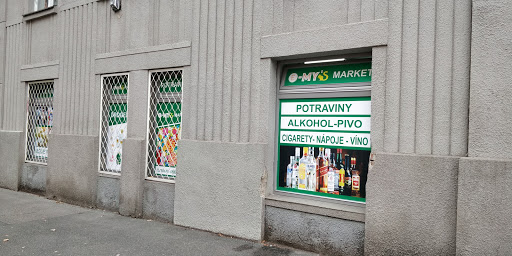 O-MY'S MARKET
POTRAVINY
ALKOHOL-PIVO
CIGARETY- NÁPOJE - VÍNO